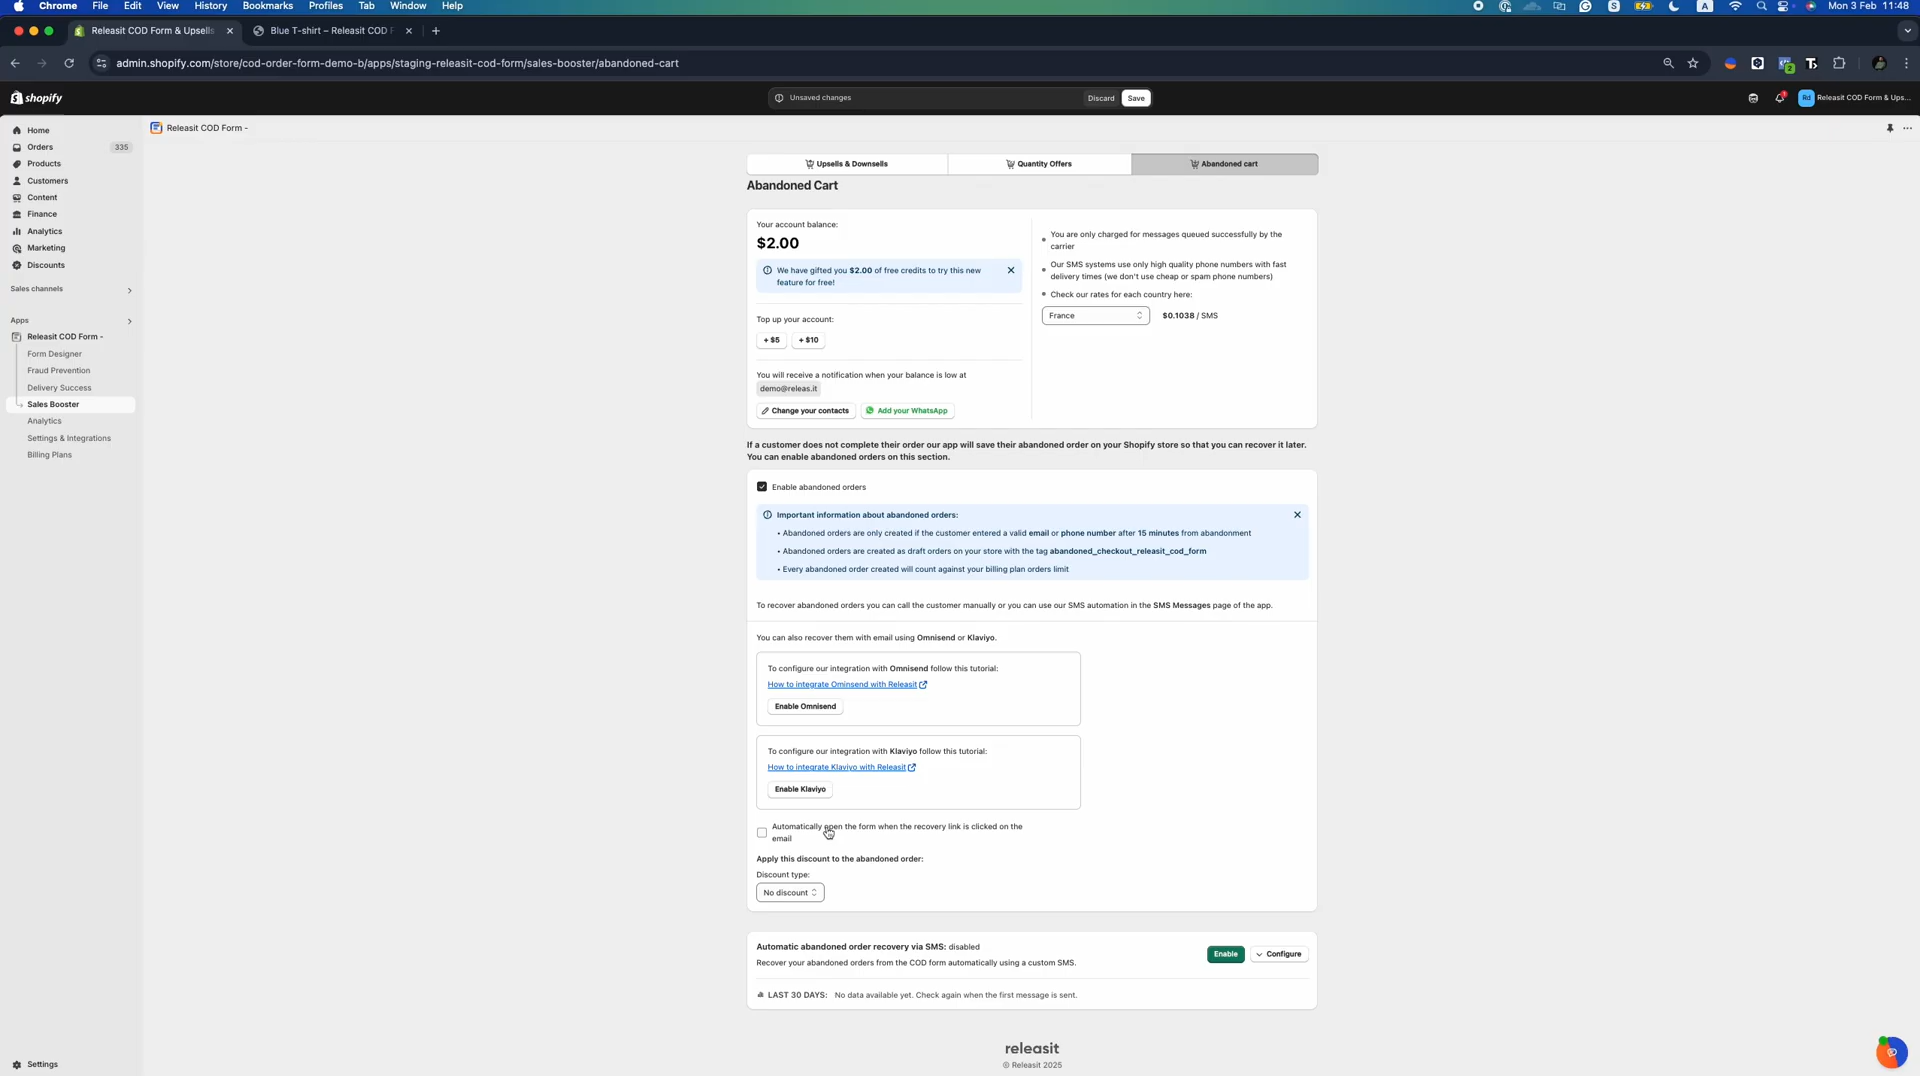 Chrome File Edit View History Bookmarks Profiles Tab Window Help
A
Mon 3 Feb 11:48
Releasit COD Form & Upsells
Blue T-shirt – Releasit COD F
admin.shopify.com/store/cod-order-form-demo-b/apps/staging-releasit-cod-form/sales-booster/abandoned-cart
shopify
Unsaved changes
Discard
Save
Rd Releasit COD Form & Ups...
Home
Orders 335
Products
Customers
Content
Finance
Analytics
Marketing
Discounts
Sales channels
Apps
Releasit COD Form -
Form Designer
Fraud Prevention
Delivery Success
Sales Booster
Analytics
Settings & Integrations
Billing Plans
Settings
Releasit COD Form -
Upsells & Downsells
Quantity Offers
Abandoned cart
Abandoned Cart
Your account balance:
$2.00
We have gifted you $2.00 of free credits to try this new
feature for free!
Top up your account:
+ $5
+ $10
You will receive a notification when your balance is low at
demo@releas.it
Change your contacts
Add your WhatsApp
You are only charged for messages queued successfully by the
carrier
Our SMS systems use only high quality phone numbers with fast
delivery times (we don't use cheap or spam phone numbers)
Check our rates for each country here:
France
$0.1038 / SMS
If a customer does not complete their order our app will save their abandoned order on your Shopify store so that you can recover it later.
You can enable abandoned orders on this section.
Enable abandoned orders
Important information about abandoned orders:
• Abandoned orders are only created if the customer entered a valid email or phone number after 15 minutes from abandonment
• Abandoned orders are created as draft orders on your store with the tag abandoned_checkout_releasit_cod_form
• Every abandoned order created will count against your billing plan orders limit
To recover abandoned orders you can call the customer manually or you can use our SMS automation in the SMS Messages page of the app.
You can also recover them with email using Omnisend or Klaviyo.
To configure our integration with Omnisend follow this tutorial:
How to integrate Ominsend with Releasit
Enable Omnisend
To configure our integration with Klaviyo follow this tutorial:
How to integrate Klaviyo with Releasit
Enable Klaviyo
Automatically open the form when the recovery link is clicked on the
email
Apply this discount to the abandoned order:
Discount type:
No discount
Automatic abandoned order recovery via SMS: disabled
Recover your abandoned orders from the COD form automatically using a custom SMS.
Enable
Configure
LAST 30 DAYS: No data available yet. Check again when the first message is sent.
releasit
© Releasit 2025